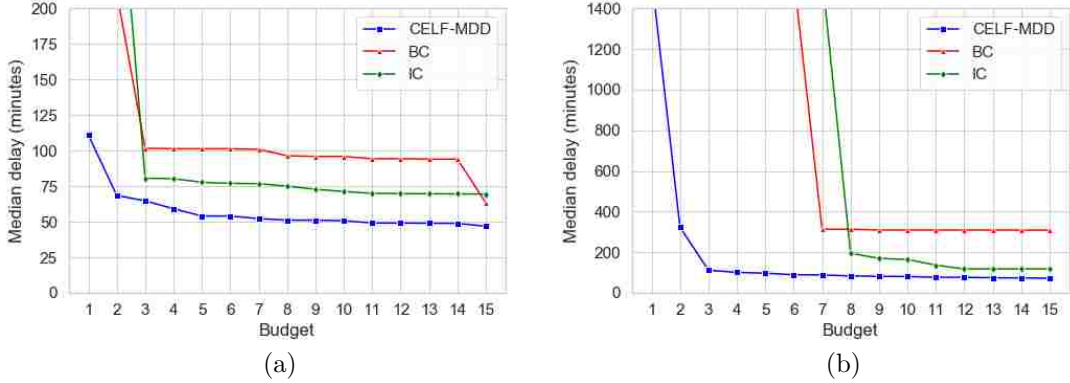 Median delay (minutes)
200
175
150
125
100
75
50
25
0
CELF-MDD
BC
IC
1 2 3 4 5 6 7 8 9 10 11 12 13 14 15
Budget
(a)
Median delay (minutes)
1400
1200
1000
800
600
400
200
0
CELF-MDD
BC
IC
1 2 3 4 5 6 7 8 9 10 11 12 13 14 15
Budget
(b)